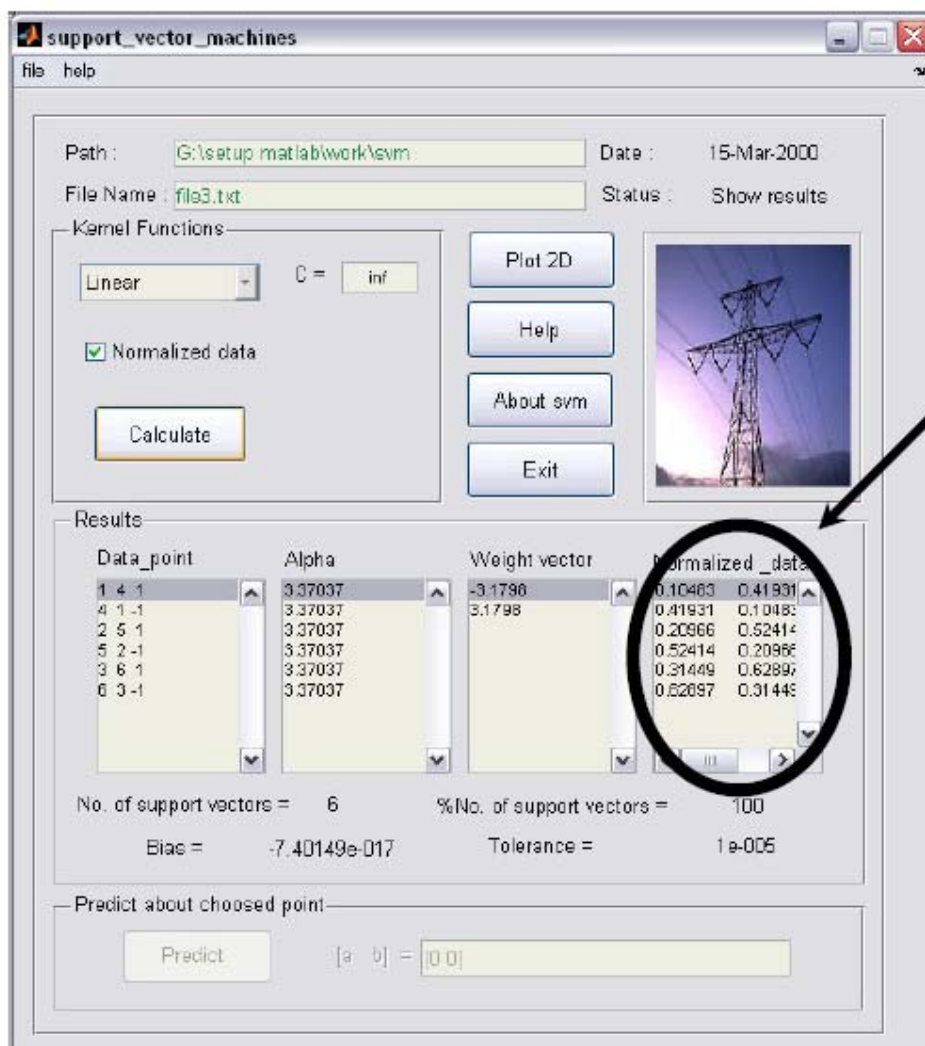 support_vector_machines
file help
Path : G:\setup matlab\work\svm Date : 15-Mar-2000
File Name : file3.txt Status : Show results
Kernel Functions
Linear C = inf
Normalized data
Calculate
Plot 2D
Help
About svm
Exit
Results
Data_point Alpha Weight vector Normalized _data
1 4 1 3.37037 -3.1798 0.10483 0.41931
4 1 -1 3.37037 3.1798 0.41931 0.10483
2 5 1 3.37037 0.20966 0.52414
5 2 -1 3.37037 0.52414 0.20966
3 6 1 3.37037 0.31449 0.62897
6 3 -1 3.37037 0.62897 0.31449
No. of support vectors = 6 %No. of support vectors = 100
Bias = -7.40149e-017 Tolerance = 1e-005
Predict about choosed point
Predict [a b] = [0 0]